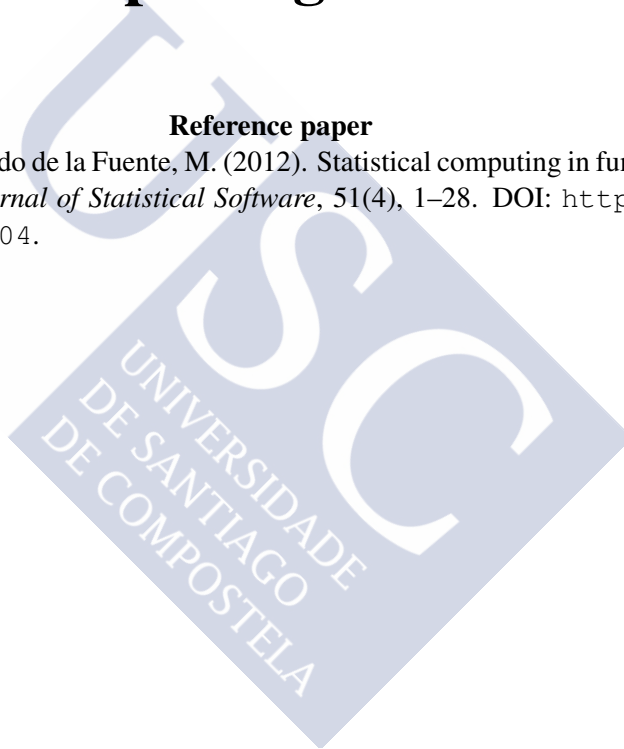 Reference paper
do de la Fuente, M. (2012). Statistical computing in fun
rnal of Statistical Software, 51(4), 1–28. DOI: http
04.
USC
UNIVERSIDADE
DE SANTIAGO
DE COMPOSTELA